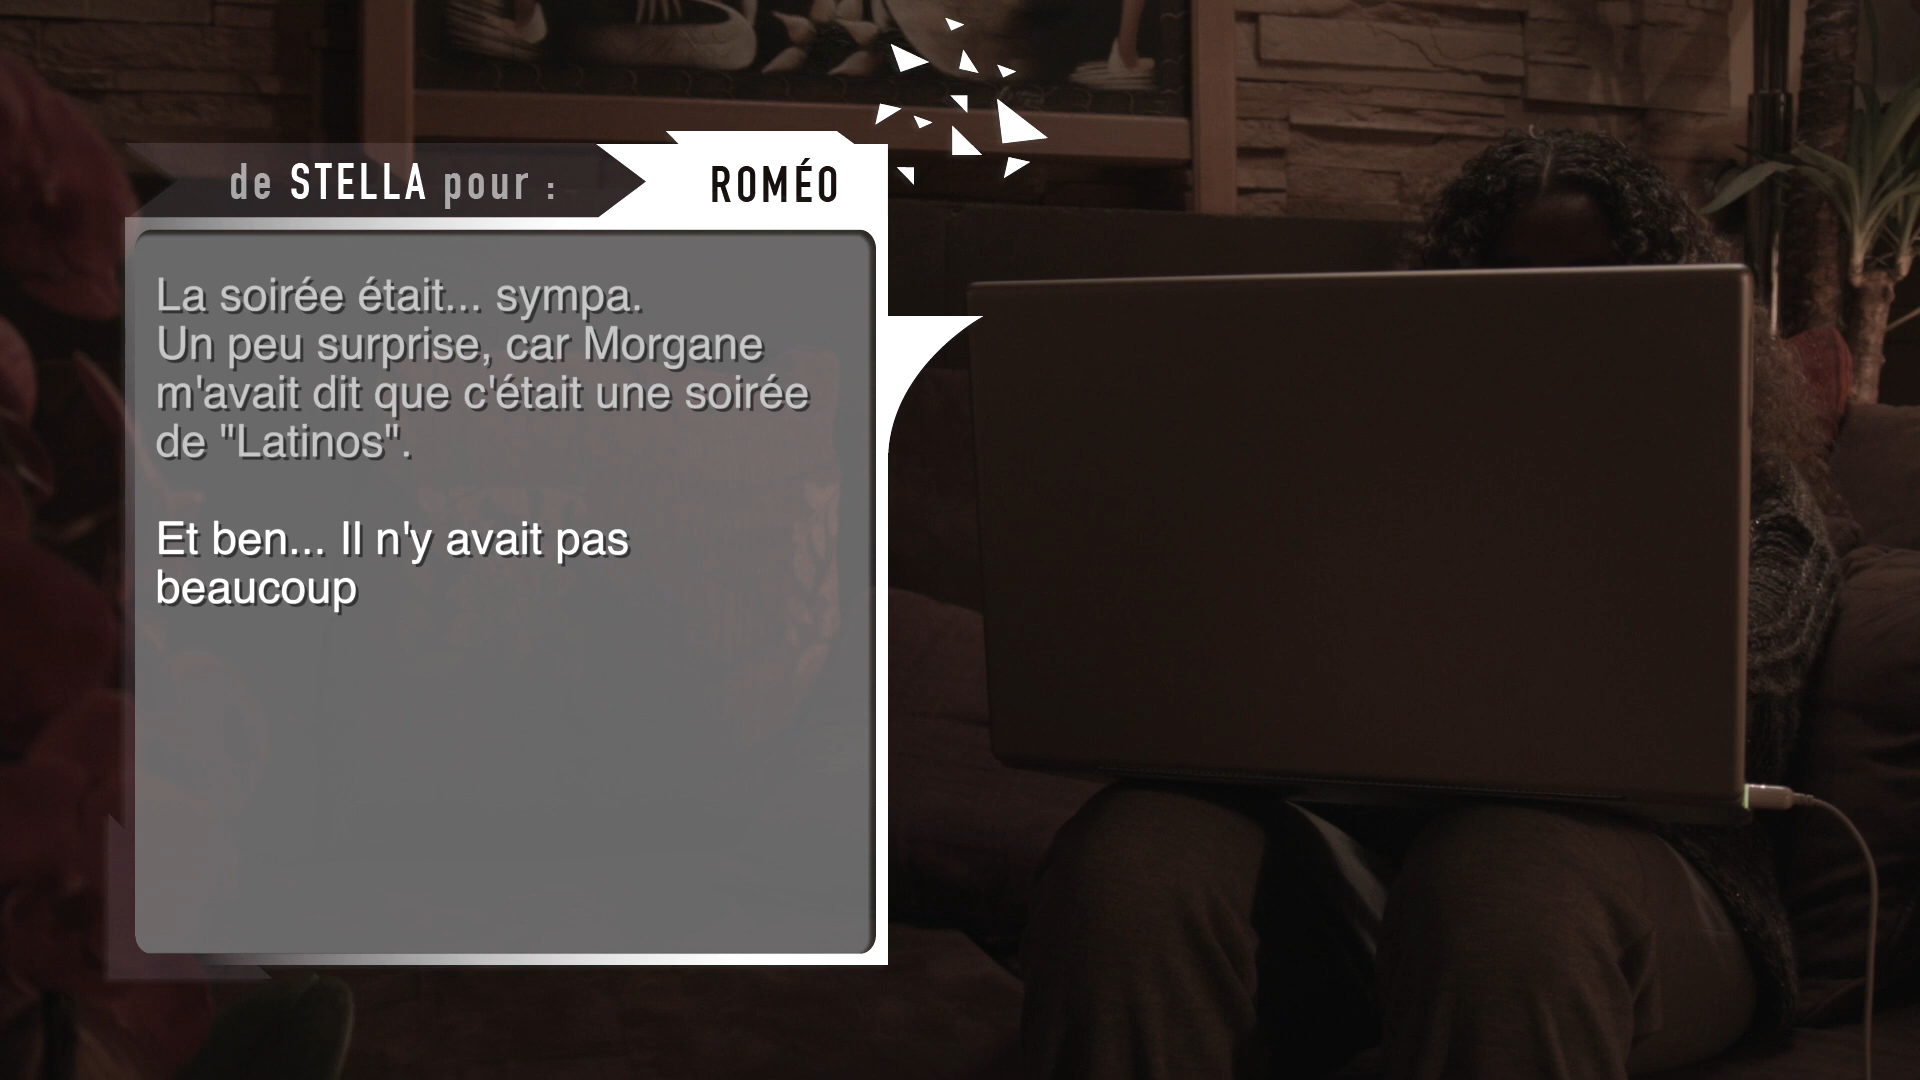 de STELLA pour : ROMÉO
La soirée était... sympa.
Un peu surprise, car Morgane
m'avait dit que c'était une soirée
de "Latinos".
Et ben... Il n'y avait pas
beaucoup